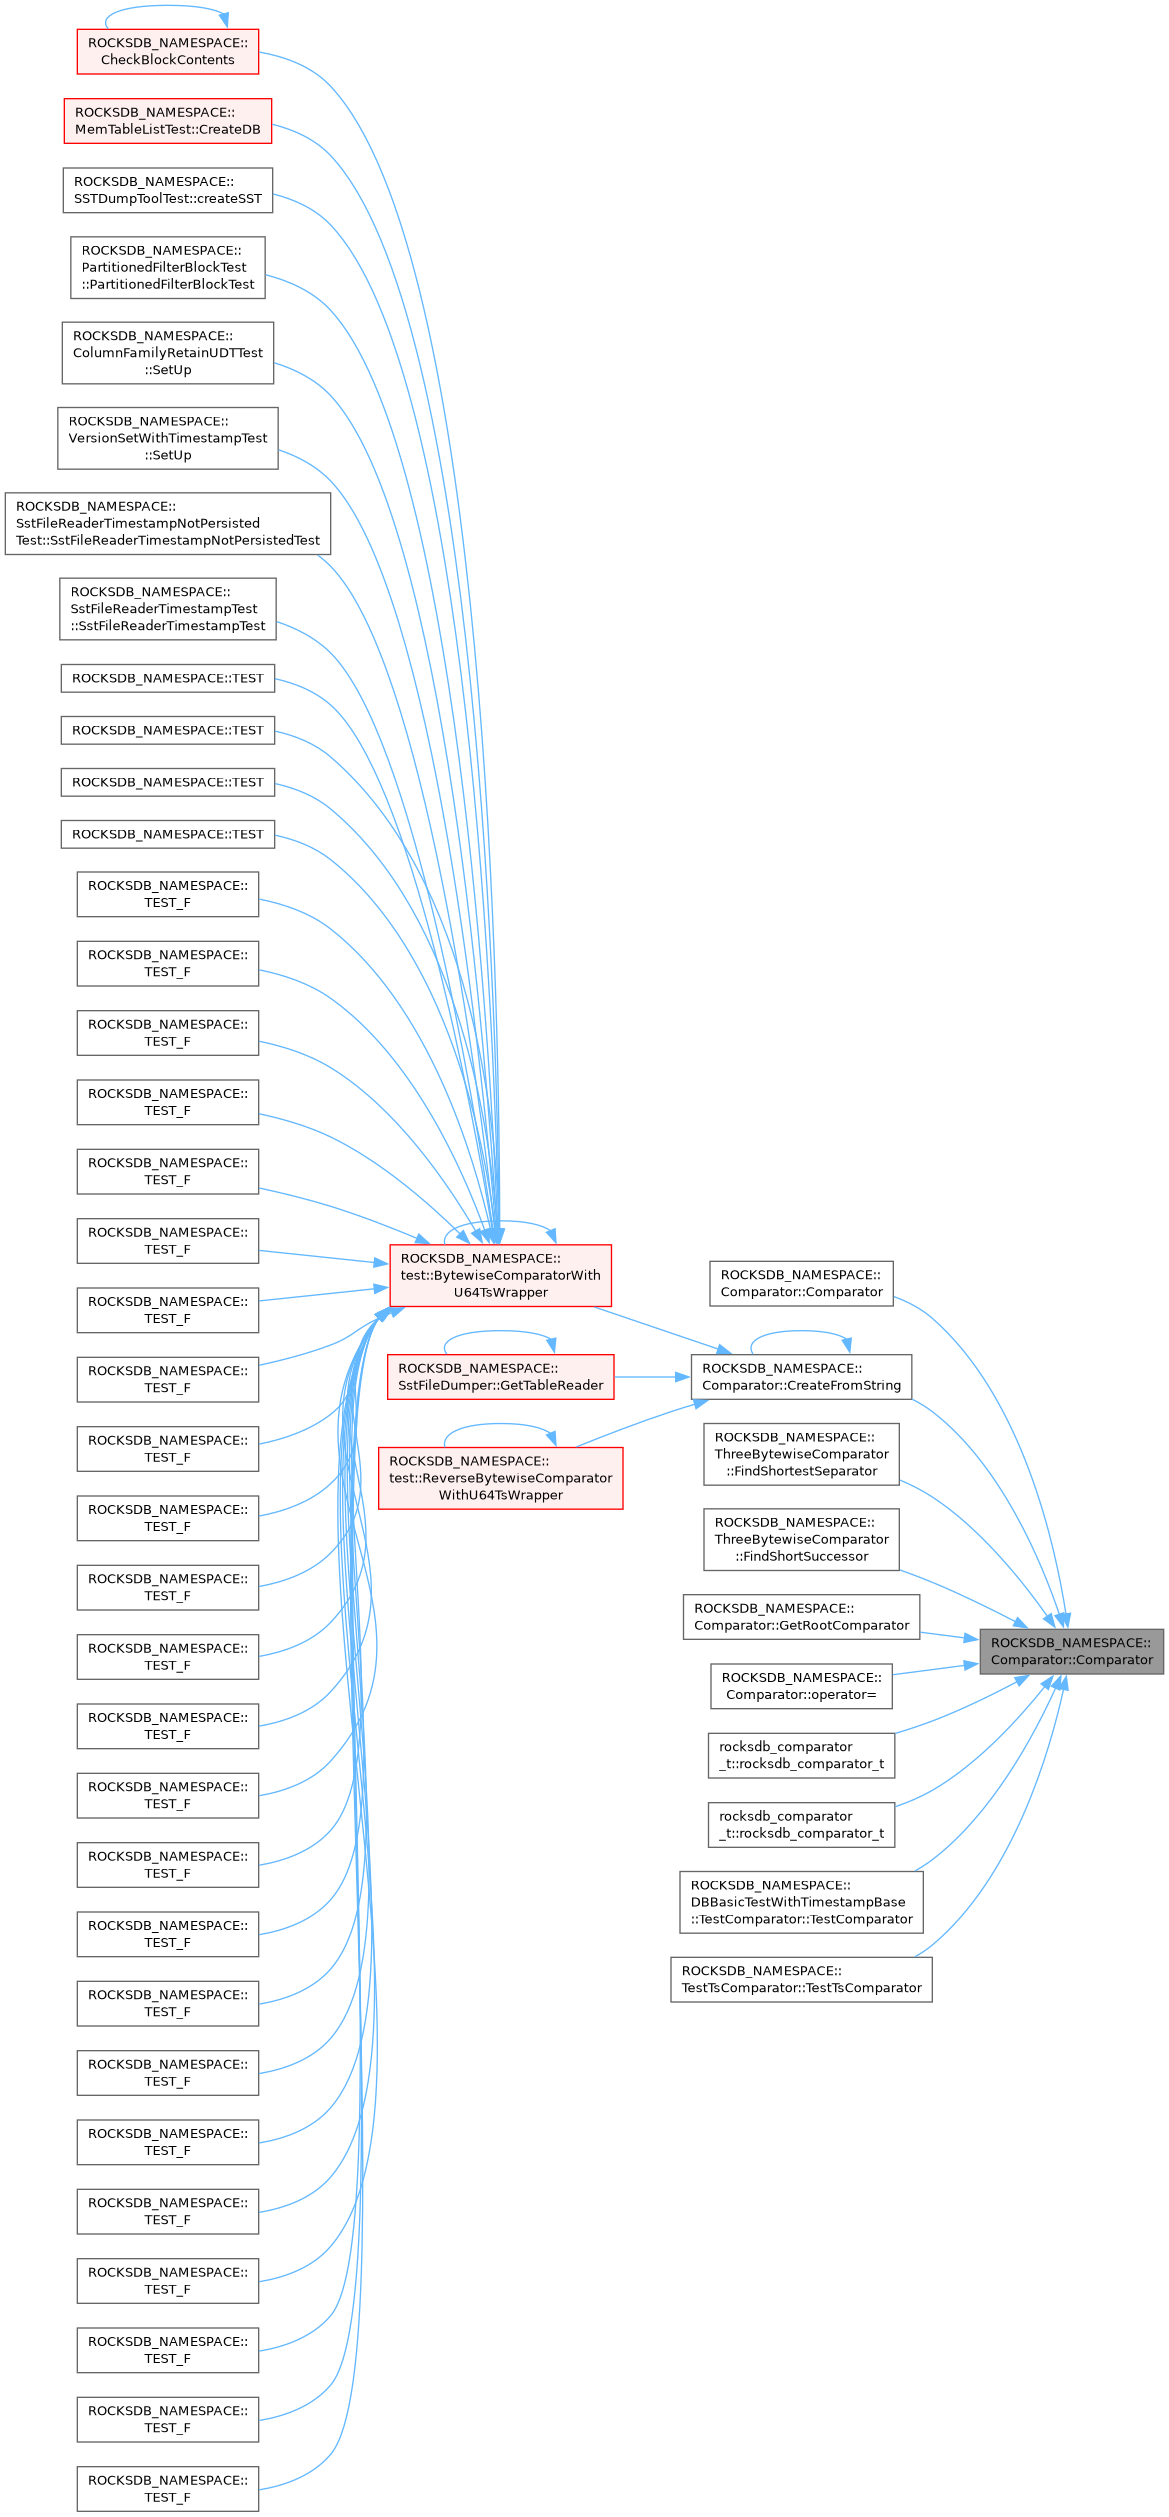 ROCKSDB_NAMESPACE::
CheckBlockContents
ROCKSDB_NAMESPACE::
MemTableListTest::CreateDB
ROCKSDB_NAMESPACE::
SSTDumpToolTest::createSST
ROCKSDB_NAMESPACE::
PartitionedFilterBlockTest
::PartitionedFilterBlockTest
ROCKSDB_NAMESPACE::
ColumnFamilyRetainUDTTest
::SetUp
ROCKSDB_NAMESPACE::
VersionSetWithTimestampTest
::SetUp
ROCKSDB_NAMESPACE::
SstFileReaderTimestampNotPersisted
Test::SstFileReaderTimestampNotPersistedTest
ROCKSDB_NAMESPACE::
SstFileReaderTimestampTest
::SstFileReaderTimestampTest
ROCKSDB_NAMESPACE::TEST
ROCKSDB_NAMESPACE::TEST
ROCKSDB_NAMESPACE::TEST
ROCKSDB_NAMESPACE::TEST
ROCKSDB_NAMESPACE::
TEST_F
ROCKSDB_NAMESPACE::
TEST_F
ROCKSDB_NAMESPACE::
TEST_F
ROCKSDB_NAMESPACE::
TEST_F
ROCKSDB_NAMESPACE::
TEST_F
ROCKSDB_NAMESPACE::
TEST_F
ROCKSDB_NAMESPACE::
TEST_F
ROCKSDB_NAMESPACE::
TEST_F
ROCKSDB_NAMESPACE::
TEST_F
ROCKSDB_NAMESPACE::
TEST_F
ROCKSDB_NAMESPACE::
TEST_F
ROCKSDB_NAMESPACE::
TEST_F
ROCKSDB_NAMESPACE::
TEST_F
ROCKSDB_NAMESPACE::
TEST_F
ROCKSDB_NAMESPACE::
TEST_F
ROCKSDB_NAMESPACE::
TEST_F
ROCKSDB_NAMESPACE::
TEST_F
ROCKSDB_NAMESPACE::
TEST_F
ROCKSDB_NAMESPACE::
TEST_F
ROCKSDB_NAMESPACE::
TEST_F
ROCKSDB_NAMESPACE::
TEST_F
ROCKSDB_NAMESPACE::
TEST_F
ROCKSDB_NAMESPACE::
TEST_F
ROCKSDB_NAMESPACE::
TEST_F
ROCKSDB_NAMESPACE::
test::BytewiseComparatorWith
U64TsWrapper
ROCKSDB_NAMESPACE::
SstFileDumper::GetTableReader
ROCKSDB_NAMESPACE::
test::ReverseBytewiseComparator
WithU64TsWrapper
ROCKSDB_NAMESPACE::
Comparator::Comparator
ROCKSDB_NAMESPACE::
Comparator::CreateFromString
ROCKSDB_NAMESPACE::
ThreeBytewiseComparator
::FindShortestSeparator
ROCKSDB_NAMESPACE::
ThreeBytewiseComparator
::FindShortSuccessor
ROCKSDB_NAMESPACE::
Comparator::GetRootComparator
ROCKSDB_NAMESPACE::
Comparator::operator=
rocksdb_comparator
_t::rocksdb_comparator_t
rocksdb_comparator
_t::rocksdb_comparator_t
ROCKSDB_NAMESPACE::
DBBasicTestWithTimestampBase
::TestComparator::TestComparator
ROCKSDB_NAMESPACE::
TestTsComparator::TestTsComparator
ROCKSDB_NAMESPACE::
Comparator::Comparator